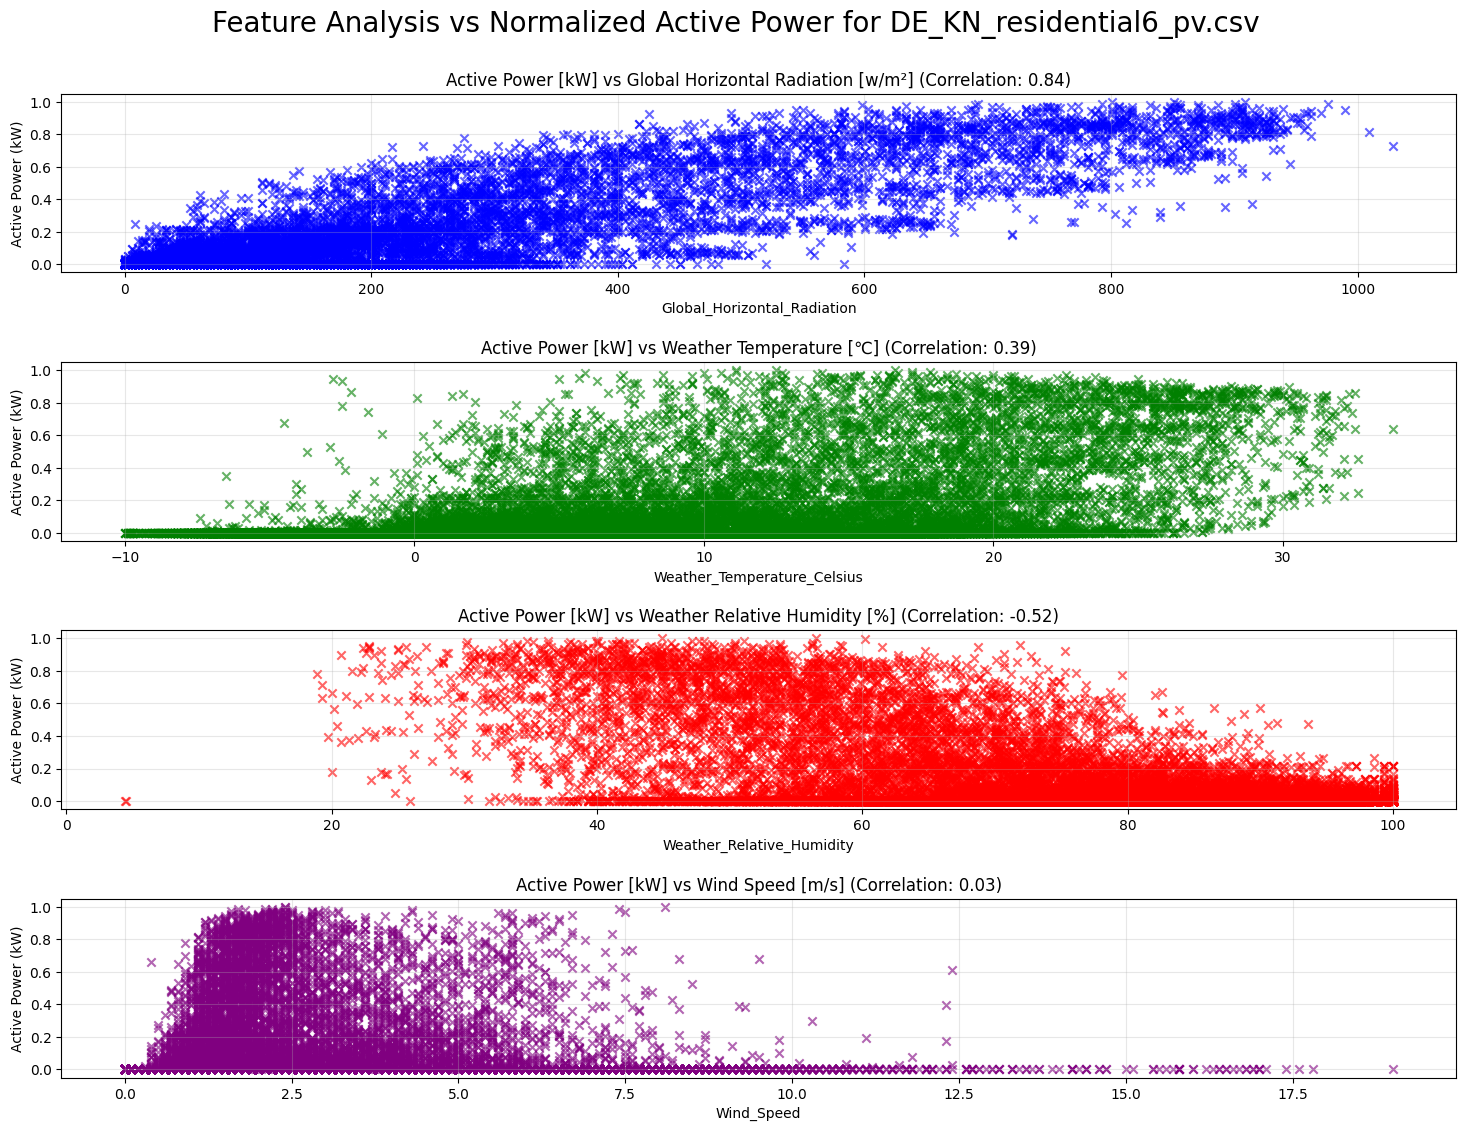 Feature Analysis vs Normalized Active Power for DE_KN_residential6_pv.csv
Active Power [kW] vs Global Horizontal Radiation [w/m²] (Correlation: 0.84)
Active Power (kW)
1.0
0.8
0.6
0.4
0.2
0.0
0 200 400 600 800 1000
Global_Horizontal_Radiation
Active Power [kW] vs Weather Temperature [℃] (Correlation: 0.39)
Active Power (kW)
1.0
0.8
0.6
0.4
0.2
0.0
−10 0 10 20 30
Weather_Temperature_Celsius
Active Power [kW] vs Weather Relative Humidity [%] (Correlation: -0.52)
Active Power (kW)
1.0
0.8
0.6
0.4
0.2
0.0
0 20 40 60 80 100
Weather_Relative_Humidity
Active Power [kW] vs Wind Speed [m/s] (Correlation: 0.03)
Active Power (kW)
1.0
0.8
0.6
0.4
0.2
0.0
0.0 2.5 5.0 7.5 10.0 12.5 15.0 17.5
Wind_Speed